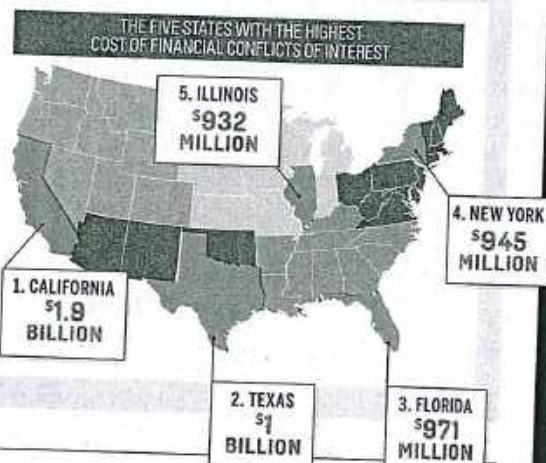 THE FIVE STATES WITH THE HIGHEST
COST OF FINANCIAL CONFLICTS OF INTEREST
5. ILLINOIS
$932
MILLION
4. NEW YORK
$945
MILLION
1. CALIFORNIA
$1.9
BILLION
2. TEXAS
$1
BILLION
3. FLORIDA
$971
MILLION